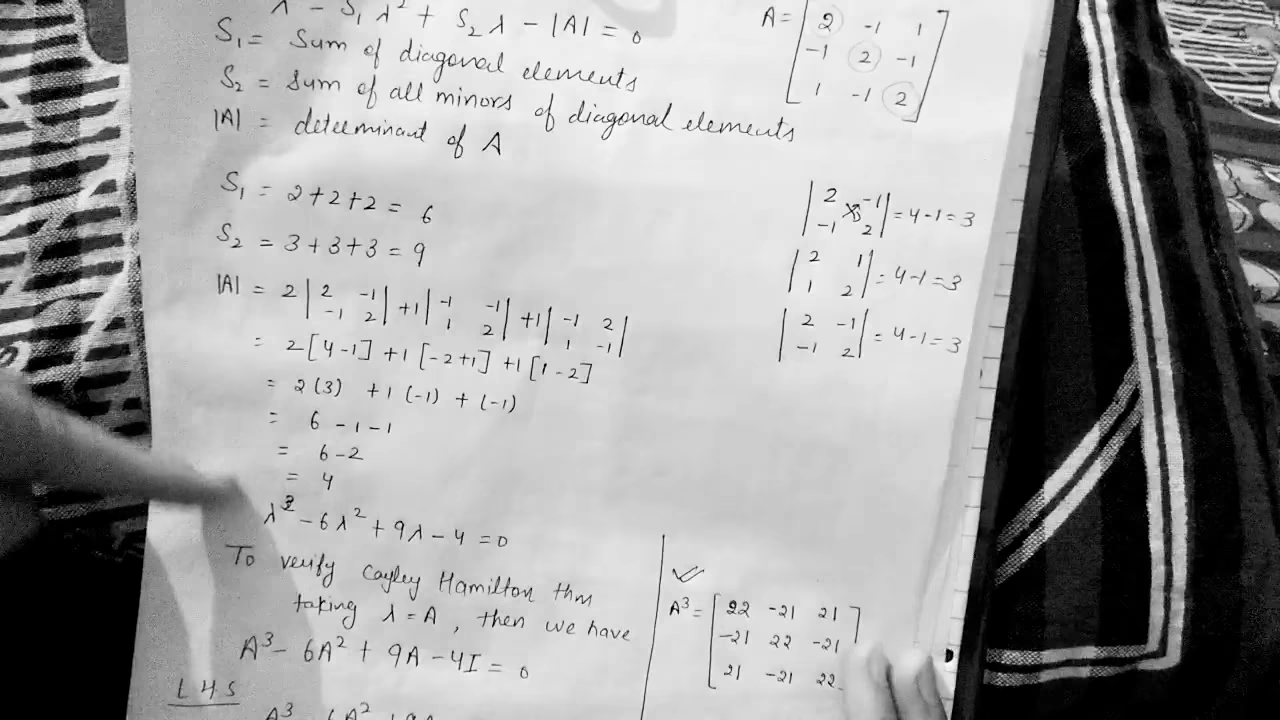 λ - S₁λ² + S₂λ - |A| = 0
S₁ = Sum of diagonal elements
S₂ = Sum of all minors of diagonal elements
|A| = determinant of A
A = [ 2 -1 1
-1 2 -1
1 -1 2 ]
S₁ = 2+2+2 = 6
S₂ = 3+3+3 = 9
| 2 -1
-1 2 | = 4-1=3
| 2 1
1 2 | = 4-1=3
| 2 -1
-1 2 | = 4-1=3
|A| = 2 | 2 -1 ; -1 2 | +1 | -1 -1 ; 1 2 | +1 | -1 2 ; 1 -1 |
= 2[4-1] +1[-2+1] +1[1-2]
= 2(3) +1(-1) + (-1)
= 6 -1 -1
= 6-2
= 4
λ³ - 6λ² + 9λ - 4 = 0
To verify Cayley Hamilton thm
taking λ = A, then we have
A³ - 6A² + 9A - 4I = 0
LHS
✓
A³ = [ 22 -21 21
-21 22 -21
21 -21 22